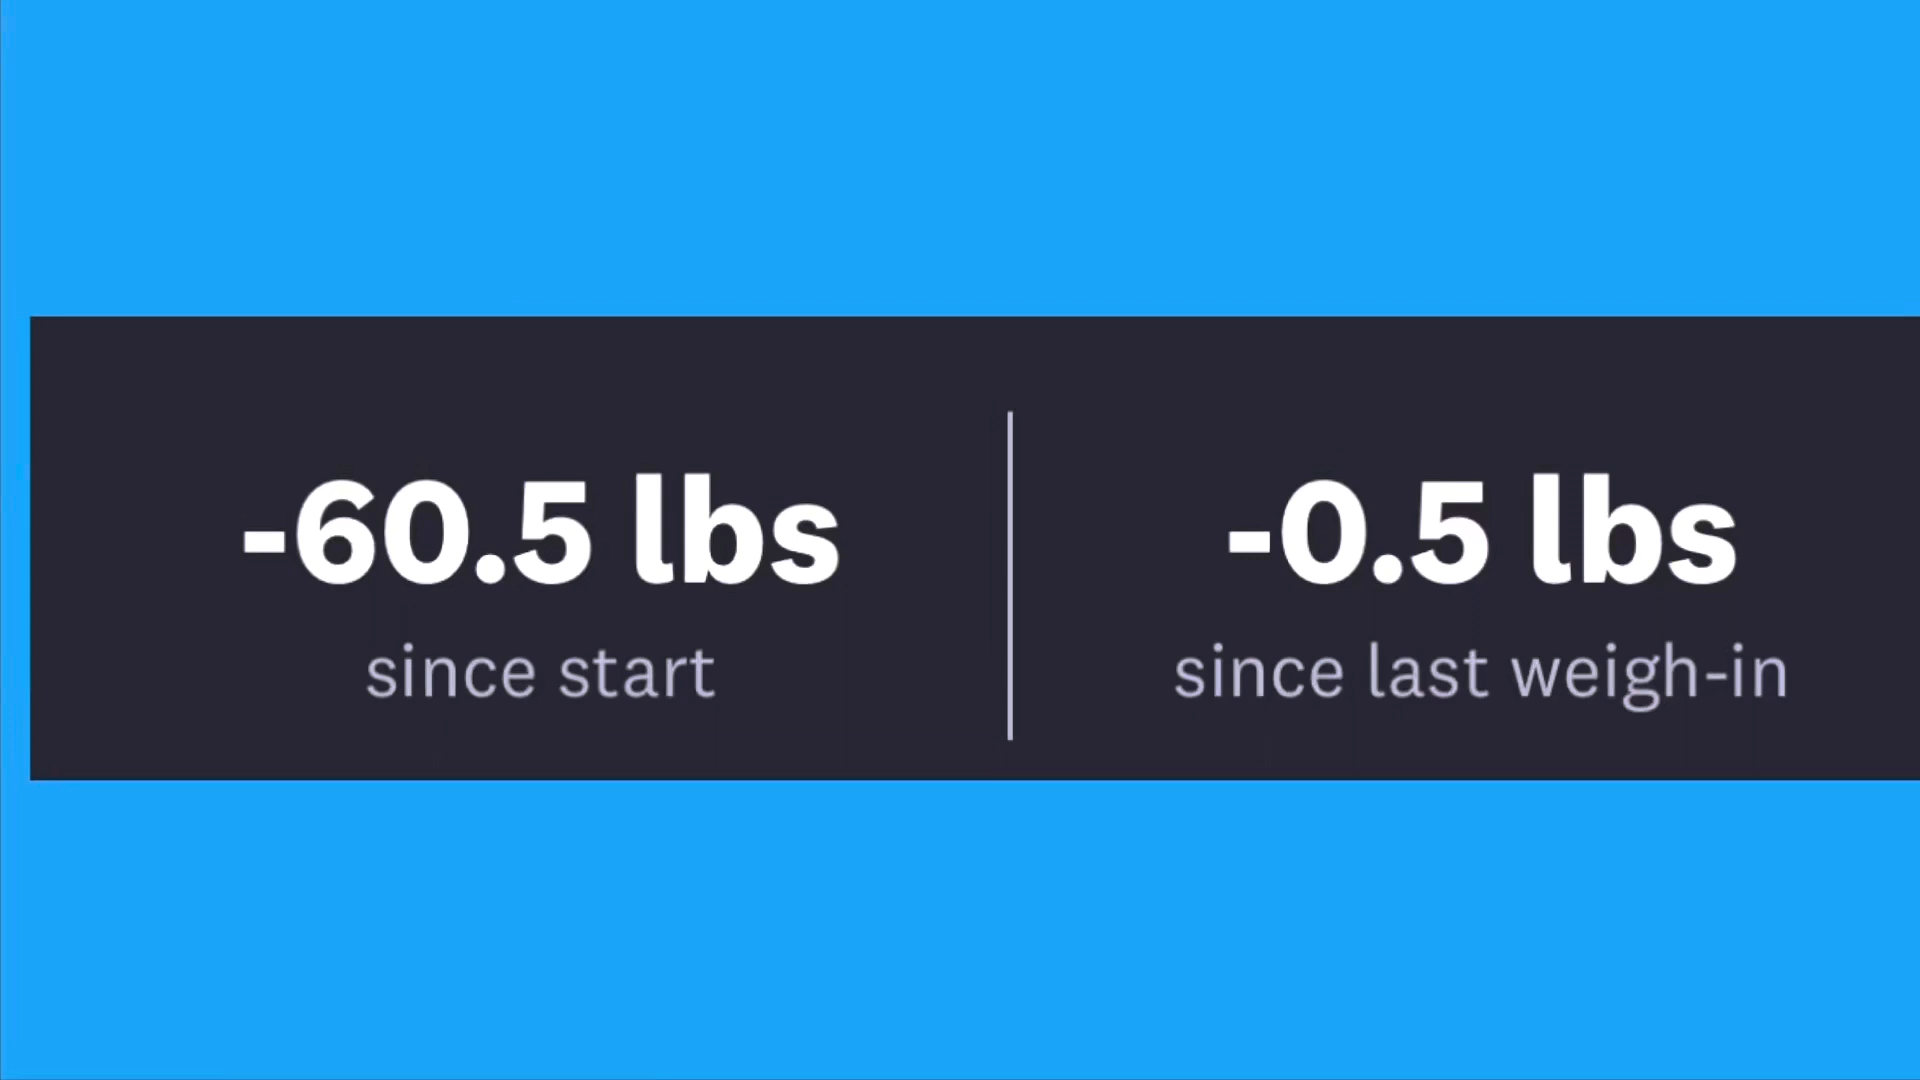 -60.5 lbs
since start
-0.5 lbs
since last weigh-in